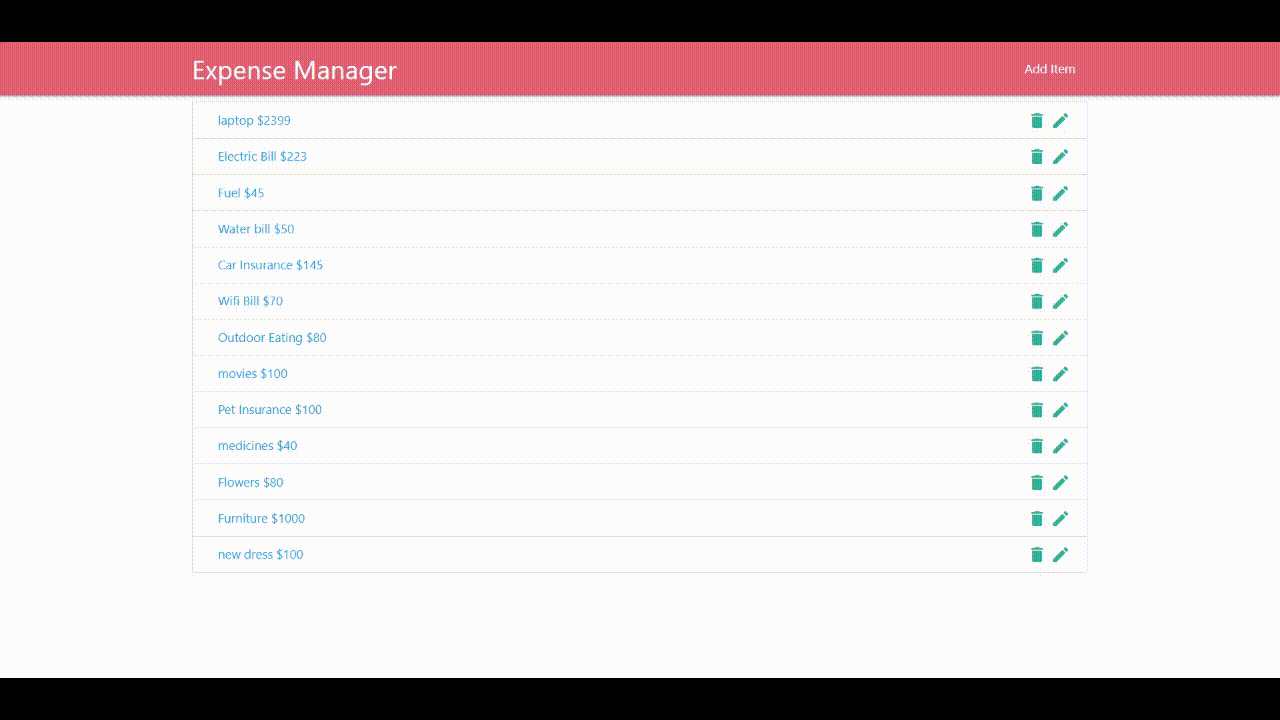 Expense Manager
Add Item
laptop $2399
Electric Bill $223
Fuel $45
Water bill $50
Car Insurance $145
Wifi Bill $70
Outdoor Eating $80
movies $100
Pet Insurance $100
medicines $40
Flowers $80
Furniture $1000
new dress $100